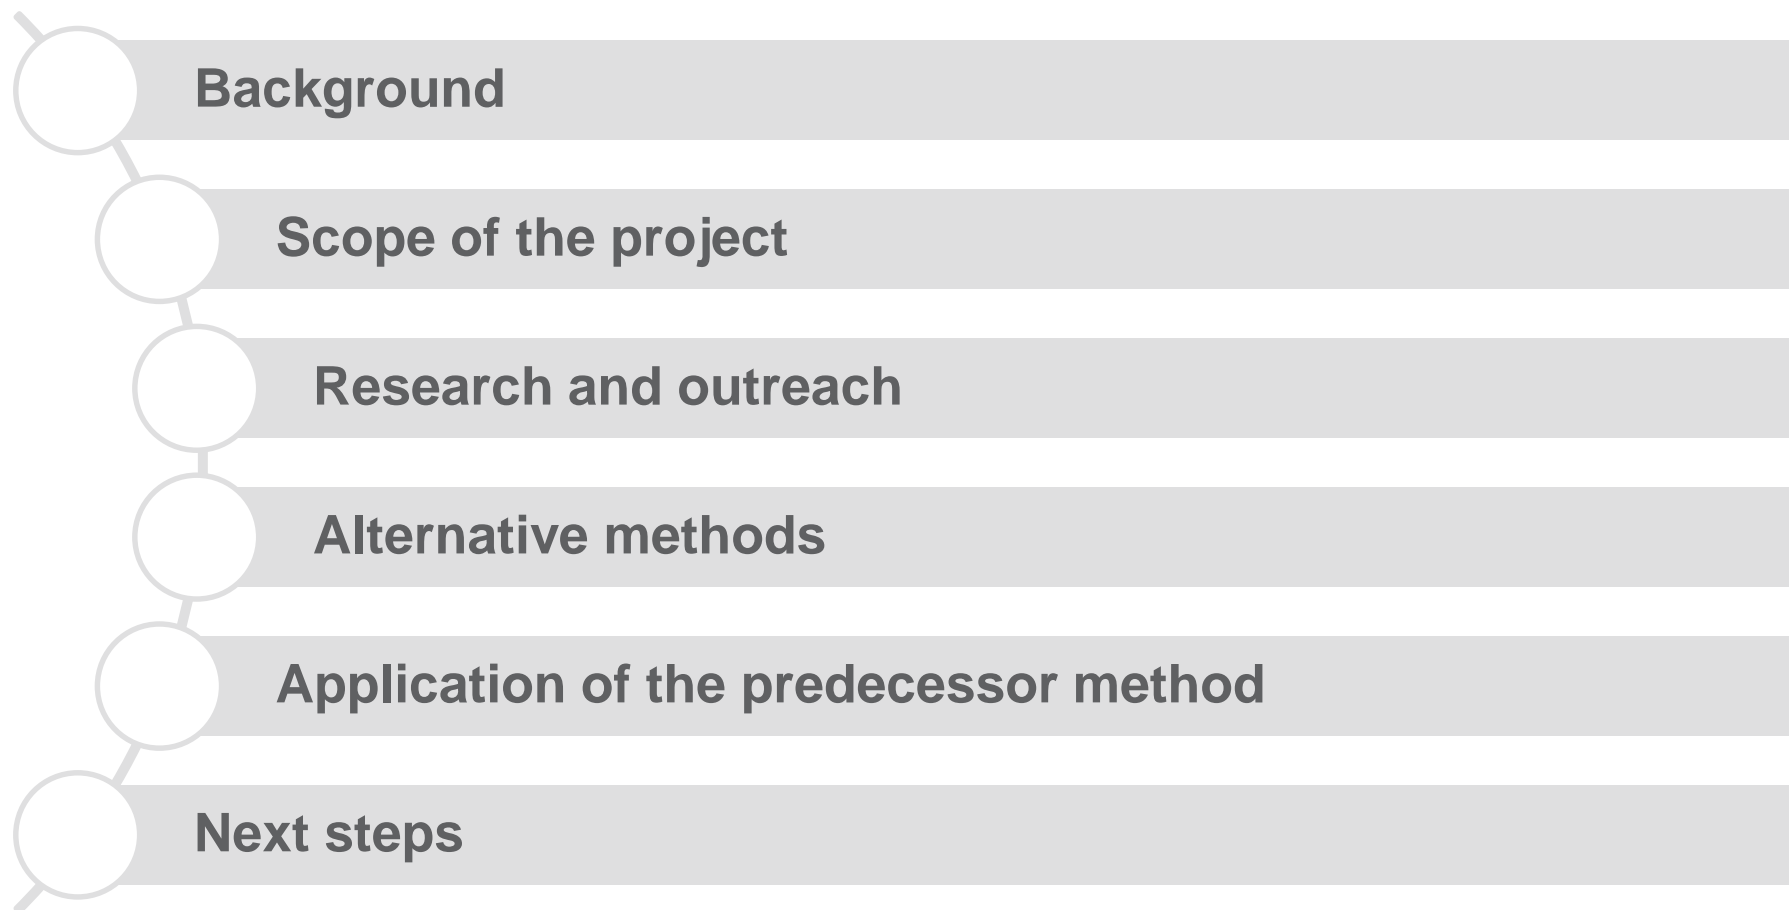 Background
Scope of the project
Research and outreach
Alternative methods
Application of the predecessor method
Next steps